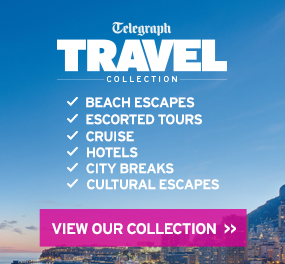 Telegraph
TRAVEL
COLLECTION
✓ BEACH ESCAPES
✓ ESCORTED TOURS
✓ CRUISE
✓ HOTELS
✓ CITY BREAKS
✓ CULTURAL ESCAPES
VIEW OUR COLLECTION >>